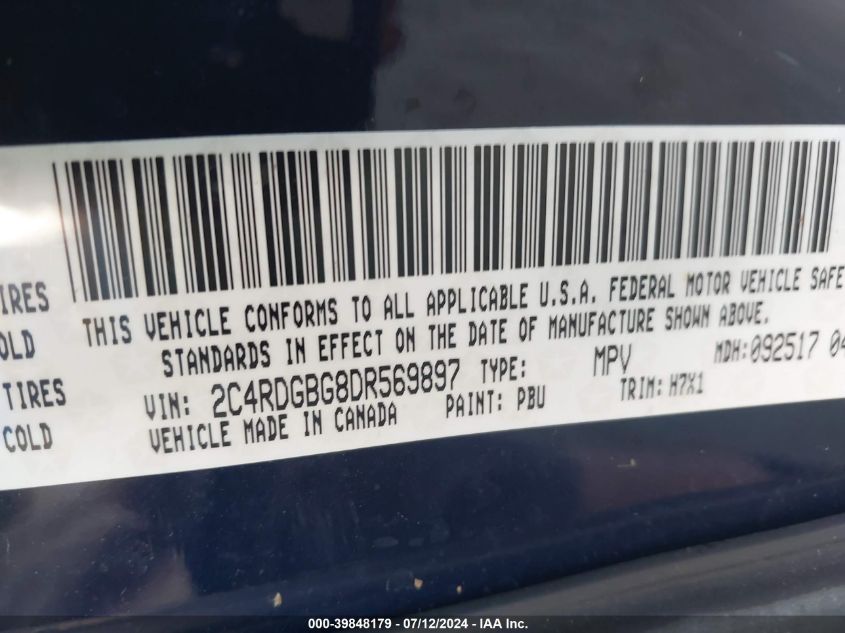 IRES
OLD
TIRES
COLD
THIS VEHICLE CONFORMS TO ALL APPLICABLE U.S.A. FEDERAL MOTOR VEHICLE SAFE
STANDARDS IN EFFECT ON THE DATE OF MANUFACTURE SHOWN ABOVE.
VIN: 2C4RDGBG8DR569897 TYPE: MPV MDH:092517 04
VEHICLE MADE IN CANADA PAINT: PBU TRIM: H7X1
000-39848179 - 07/12/2024 - IAA Inc.